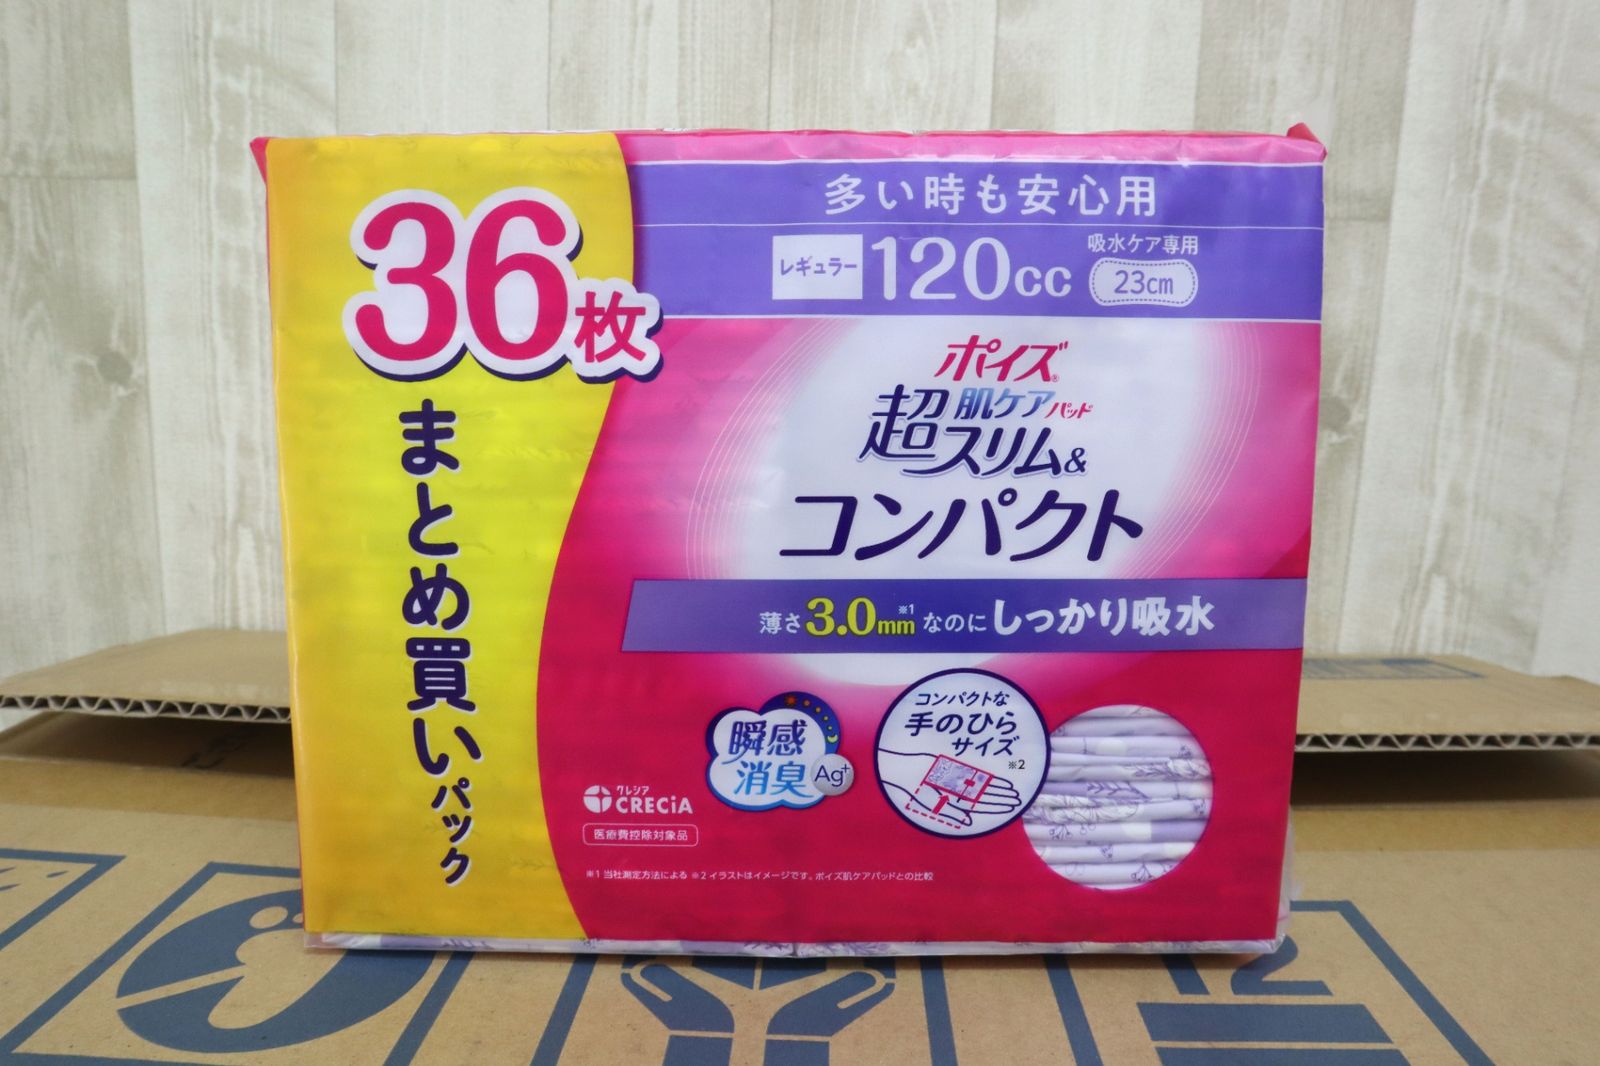 36枚
まとめ買いパック
多い時も安心用
レギュラー 120cc 吸水ケア専用
23cm
ポイズ®
肌ケアパッド
超スリム&
コンパクト
薄さ3.0mm※1なのにしっかり吸水
瞬感
消臭 Ag+
コンパクトな
手のひら
サイズ※2
クレシア
CRECIA
医療費控除対象品
※1 当社測定方法による ※2 イラストはイメージです。ポイズ肌ケアパッドとの比較
12